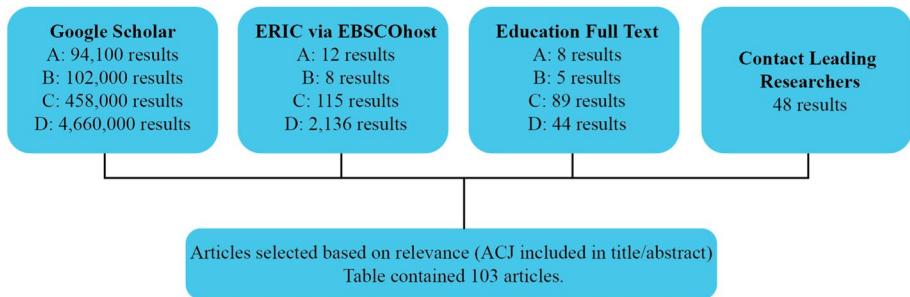 Google Scholar
A: 94,100 results
B: 102,000 results
C: 458,000 results
D: 4,660,000 results
ERIC via EBSCOhost
A: 12 results
B: 8 results
C: 115 results
D: 2,136 results
Education Full Text
A: 8 results
B: 5 results
C: 89 results
D: 44 results
Contact Leading
Researchers
48 results
Articles selected based on relevance (ACJ included in title/abstract)
Table contained 103 articles.